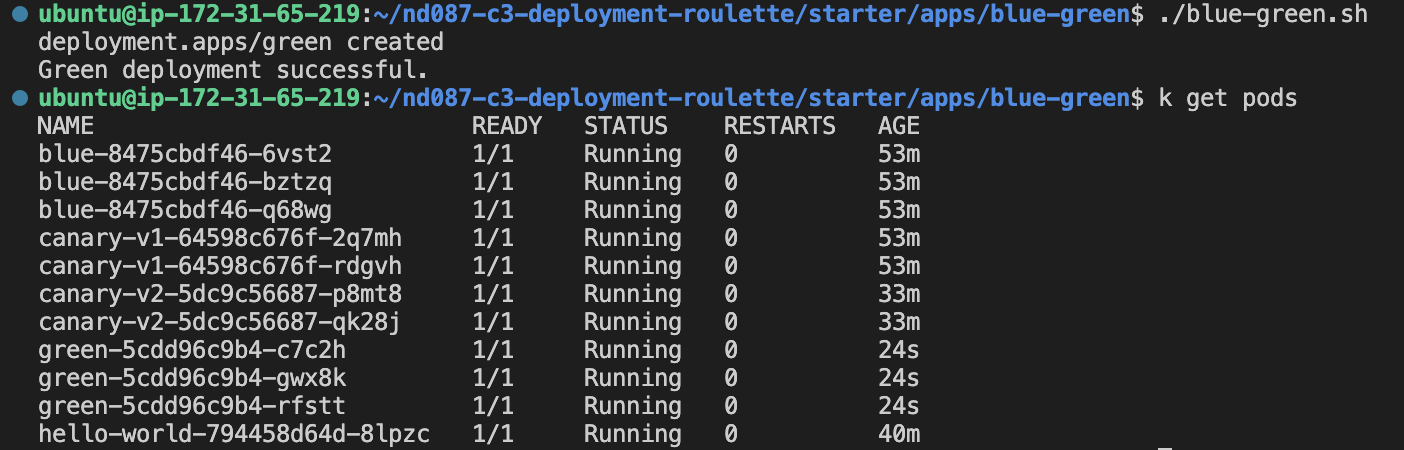 ubuntu@ip-172-31-65-219:~/nd087-c3-deployment-roulette/starter/apps/blue-green$ ./blue-green.sh
deployment.apps/green created
Green deployment successful.
ubuntu@ip-172-31-65-219:~/nd087-c3-deployment-roulette/starter/apps/blue-green$ k get pods
NAME READY STATUS RESTARTS AGE
blue-8475cbdf46-6vst2 1/1 Running 0 53m
blue-8475cbdf46-bztzq 1/1 Running 0 53m
blue-8475cbdf46-q68wg 1/1 Running 0 53m
canary-v1-64598c676f-2q7mh 1/1 Running 0 53m
canary-v1-64598c676f-rdgvh 1/1 Running 0 53m
canary-v2-5dc9c56687-p8mt8 1/1 Running 0 33m
canary-v2-5dc9c56687-qk28j 1/1 Running 0 33m
green-5cdd96c9b4-c7c2h 1/1 Running 0 24s
green-5cdd96c9b4-gwx8k 1/1 Running 0 24s
green-5cdd96c9b4-rfstt 1/1 Running 0 24s
hello-world-794458d64d-8lpzc 1/1 Running 0 40m